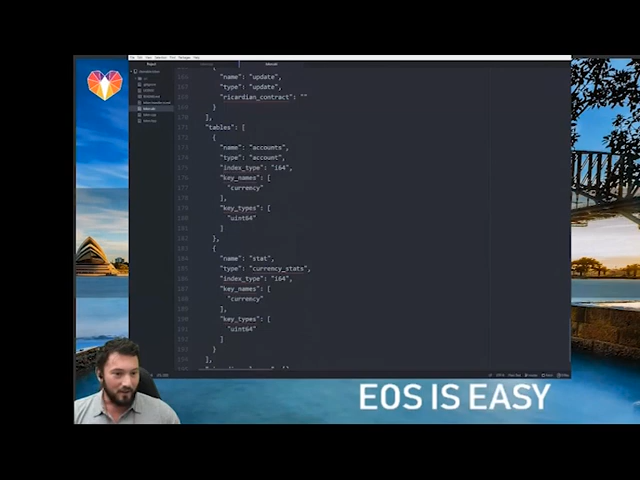 "name": "update",
"type": "update",
"ricardian_contract": ""
}
],
"tables": [
{
"name": "accounts",
"type": "account",
"index_type": "i64",
"key_names": [
"currency"
],
"key_types": [
"uint64"
]
},
{
"name": "stat",
"type": "currency_stats",
"index_type": "i64",
"key_names": [
"currency"
],
"key_types": [
"uint64"
]
}
],
EOS IS EASY